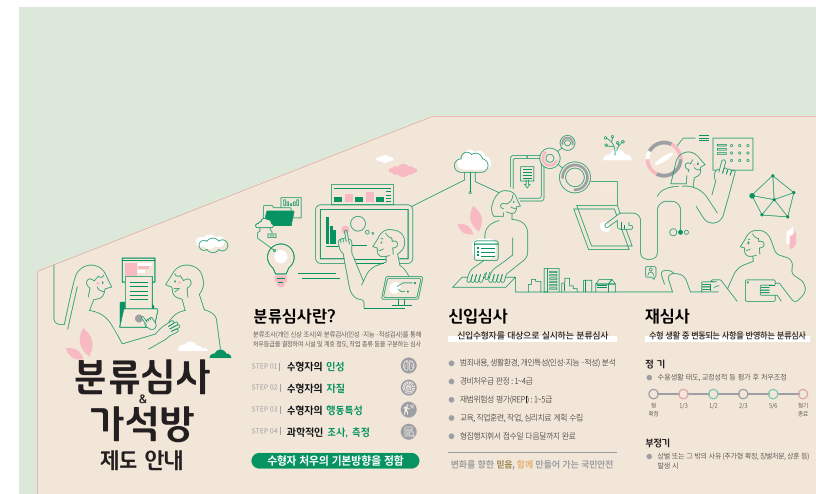 분류심사
&
가석방
제도 안내
분류심사란?
분류조사(개인 신상 조사)와 분류검사(인성·지능·적성검사)를 통해
처우등급을 결정하여 시설 및 계호 정도, 작업 종류 등을 구분하는 심사
STEP 01 | 수형자의 인성
STEP 02 | 수형자의 자질
STEP 03 | 수형자의 행동특성
STEP 04 | 과학적인 조사, 측정
수형자 처우의 기본방향을 정함
신입심사
신입수형자를 대상으로 실시하는 분류심사
● 범죄내용, 생활환경, 개인특성(인성·지능·적성) 분석
● 경비처우급 판정 : 1~4급
● 재범위험성 평가(REPI) : 1~5급
● 교육, 직업훈련, 작업, 심리치료 계획 수립
● 형집행지휘서 접수일 다음달까지 완료
변화를 향한 믿음, 함께 만들어 가는 국민안전
재심사
수형 생활 중 변동되는 사항을 반영하는 분류심사
정 기
● 수용생활 태도, 교정성적 등 평가 후 처우조정
형 확정 1/3 1/2 2/3 5/6 형기 종료
부정기
● 상벌 또는 그 밖의 사유 (추가형 확정, 징벌처분, 상훈 등)
발생 시